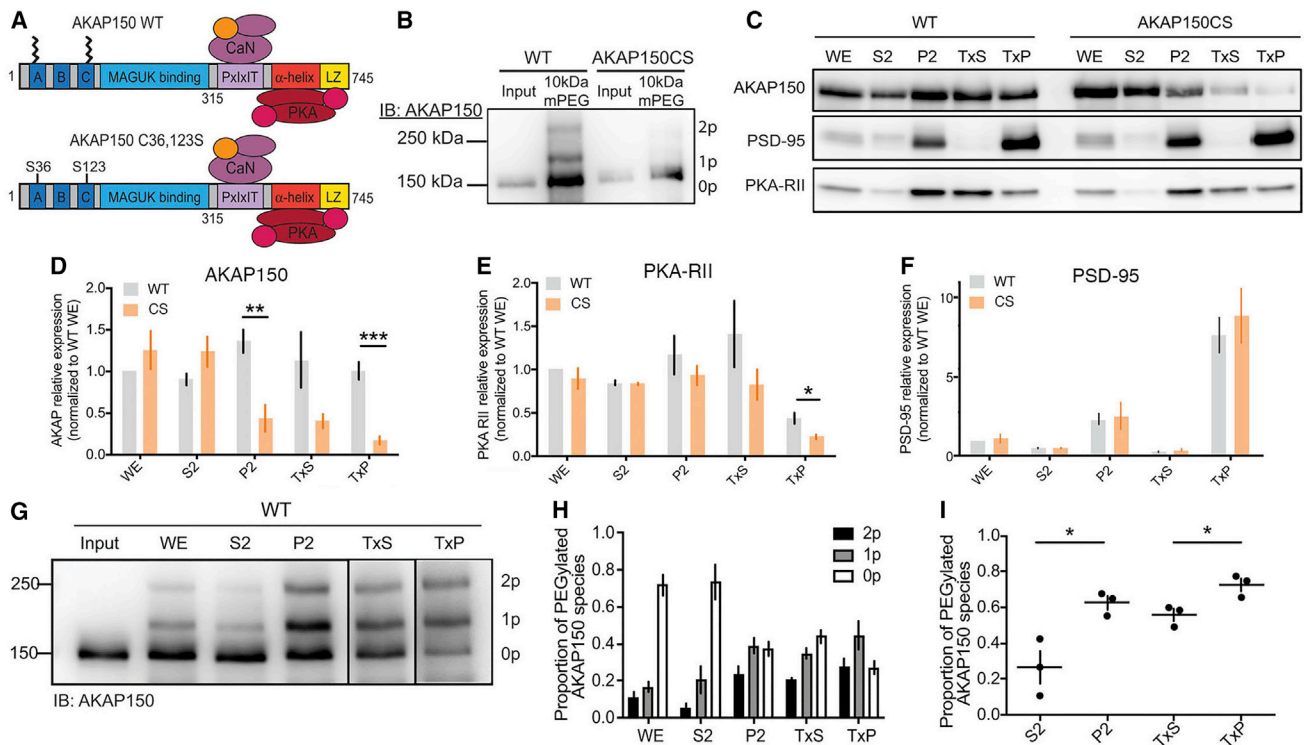 A
AKAP150 WT
CaN
1 A B C MAGUK binding PxIxIT α-helix LZ 745
315
PKA
AKAP150 C36,123S
S36 S123
CaN
1 A B C MAGUK binding PxIxIT α-helix LZ 745
315
PKA
B
WT AKAP150CS
Input 10kDa mPEG Input 10kDa mPEG
IB: AKAP150
250 kDa
150 kDa
2p
1p
0p
C
WT AKAP150CS
WE S2 P2 TxS TxP WE S2 P2 TxS TxP
AKAP150
PSD-95
PKA-RII
D
AKAP150
AKAP relative expression
(normalized to WT WE)
2.0
1.5
1.0
0.5
0.0
WT
CS
**
***
WE S2 P2 TxS TxP
E
PKA-RII
PKA RII relative expression
(normalized to WT WE)
2.0
1.5
1.0
0.5
0.0
WT
CS
*
WE S2 P2 TxS TxP
F
PSD-95
PSD-95 relative expression
(normalized to WT WE)
10
5
0
WT
CS
WE S2 P2 TxS TxP
G
WT
Input WE S2 P2 TxS TxP
250
150
2p
1p
0p
IB: AKAP150
H
Proportion of PEGylated
AKAP150 species
1.0
0.8
0.6
0.4
0.2
0.0
2p
1p
0p
WE S2 P2 TxS TxP
I
Proportion of PEGylated
AKAP150 species
1.0
0.8
0.6
0.4
0.2
0.0
* *
S2 P2 TxS TxP